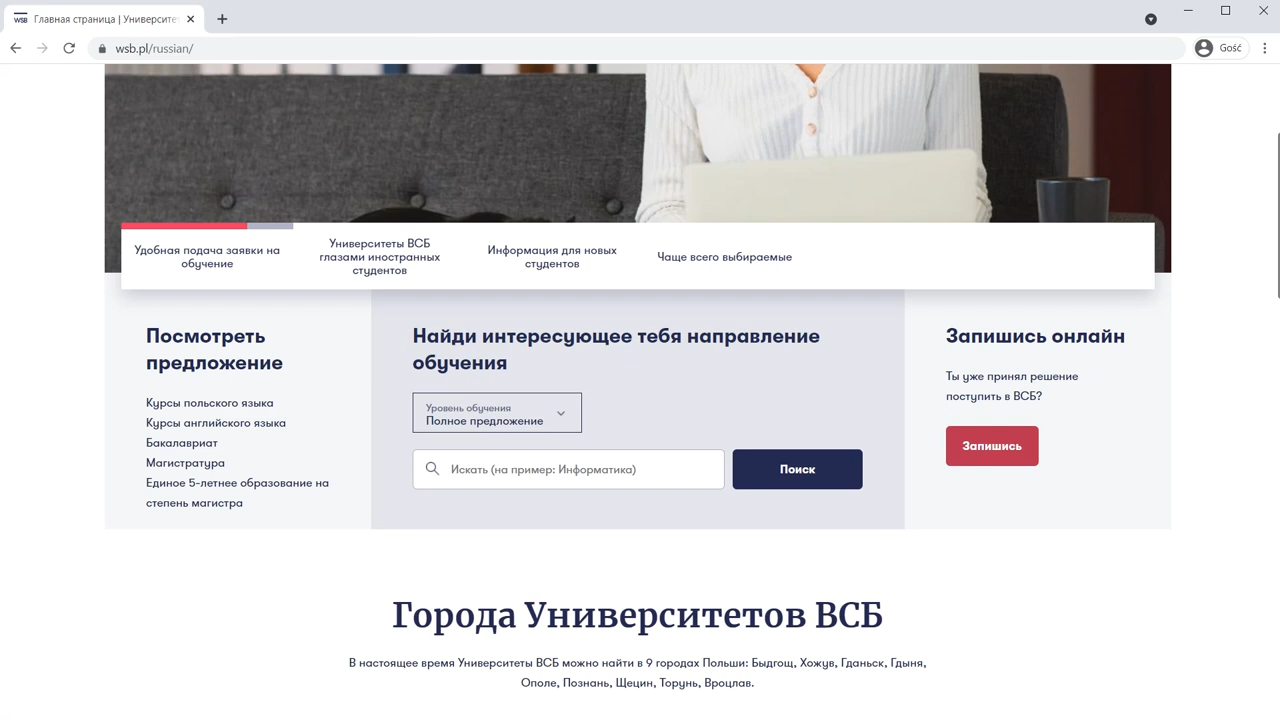 WSB
Главная страница | Университе
wsb.pl/russian/
Gość
Удобная подача заявки на
обучение
Университеты ВСБ
глазами иностранных
студентов
Информация для новых
студентов
Чаще всего выбираемые
Посмотреть
предложение
Курсы польского языка
Курсы английского языка
Бакалавриат
Магистратура
Единое 5-летнее образование на
степень магистра
Найди интересующее тебя направление
обучения
Уровень обучения
Полное предложение
Искать (на пример: Информатика)
Поиск
Запишись онлайн
Ты уже принял решение
поступить в ВСБ?
Запишись
Города Университетов ВСБ
В настоящее время Университеты ВСБ можно найти в 9 городах Польши: Быдгощ, Хожув, Гданьск, Гдыня,
Ополе, Познань, Щецин, Торунь, Вроцлав.